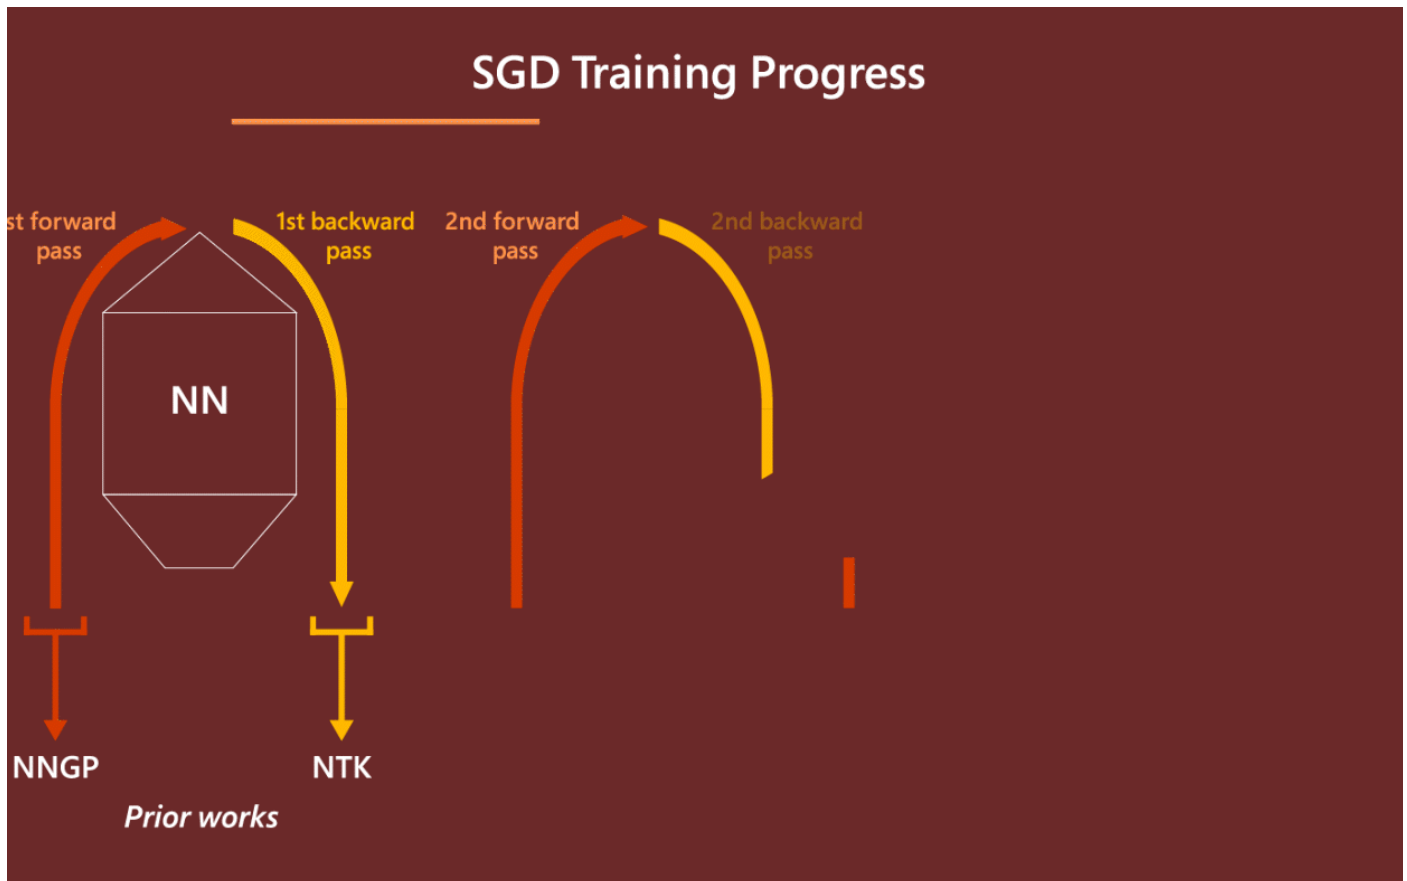 SGD Training Progress
st forward
pass
1st backward
pass
2nd forward
pass
2nd backward
pass
NN
NNGP
NTK
Prior works